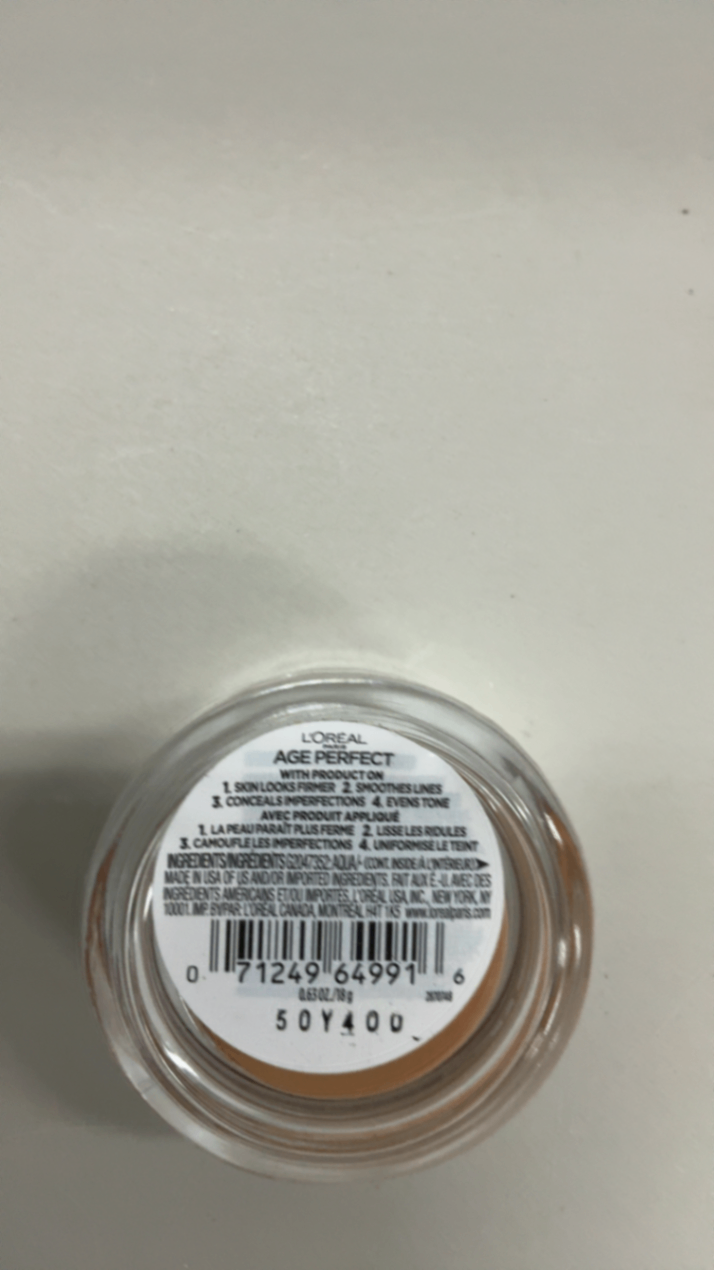 L'ORÉAL
PARIS
AGE PERFECT
WITH PRODUCT ON
1. SKIN LOOKS FIRMER 2. SMOOTHES LINES
3. CONCEALS IMPERFECTIONS 4. EVENS TONE
AVEC PRODUIT APPLIQUÉ
1. LA PEAU PARAÎT PLUS FERME 2. LISSE LES RIDULES
3. CAMOUFLE LES IMPERFECTIONS 4. UNIFORMISE LE TEINT
INGREDIENTS/INGRÉDIENTS G2047352: AQUA/- (CONT. INSIDE/À L'INTÉRIEUR)
MADE IN USA OF US AND/OR IMPORTED INGREDIENTS. FAIT AUX É.-U. AVEC DES
INGRÉDIENTS AMÉRICAINS ET/OU IMPORTÉS. L'ORÉAL USA, INC., NEW YORK, NY
10001. IMP. BY/PAR: L'ORÉAL CANADA, MONTRÉAL H4T 1K5 www.lorealparis.com
0 71249 64991 6
0.63 OZ./18 g
50Y400